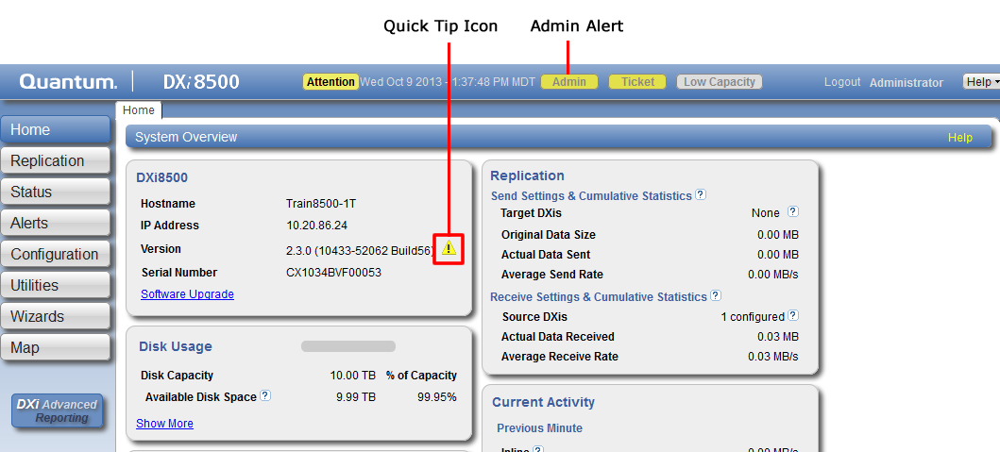 Quick Tip Icon Admin Alert
Quantum. DXi8500 Attention Wed Oct 9 2013 - 1:37:48 PM MDT Admin Ticket Low Capacity Logout Administrator Help
Home
Home
Replication
Status
Alerts
Configuration
Utilities
Wizards
Map
DXi Advanced
Reporting
System Overview Help
DXi8500
Hostname Train8500-1T
IP Address 10.20.86.24
Version 2.3.0 (10433-52062 Build56)
Serial Number CX1034BVF00053
Software Upgrade
Disk Usage
Disk Capacity 10.00 TB % of Capacity
Available Disk Space ? 9.99 TB 99.95%
Show More
Replication
Send Settings & Cumulative Statistics ?
Target DXis None ?
Original Data Size 0.00 MB
Actual Data Sent 0.00 MB
Average Send Rate 0.00 MB/s
Receive Settings & Cumulative Statistics ?
Source DXis 1 configured ?
Actual Data Received 0.03 MB
Average Receive Rate 0.03 MB/s
Current Activity
Previous Minute
Inline ? 0.00 MB/s